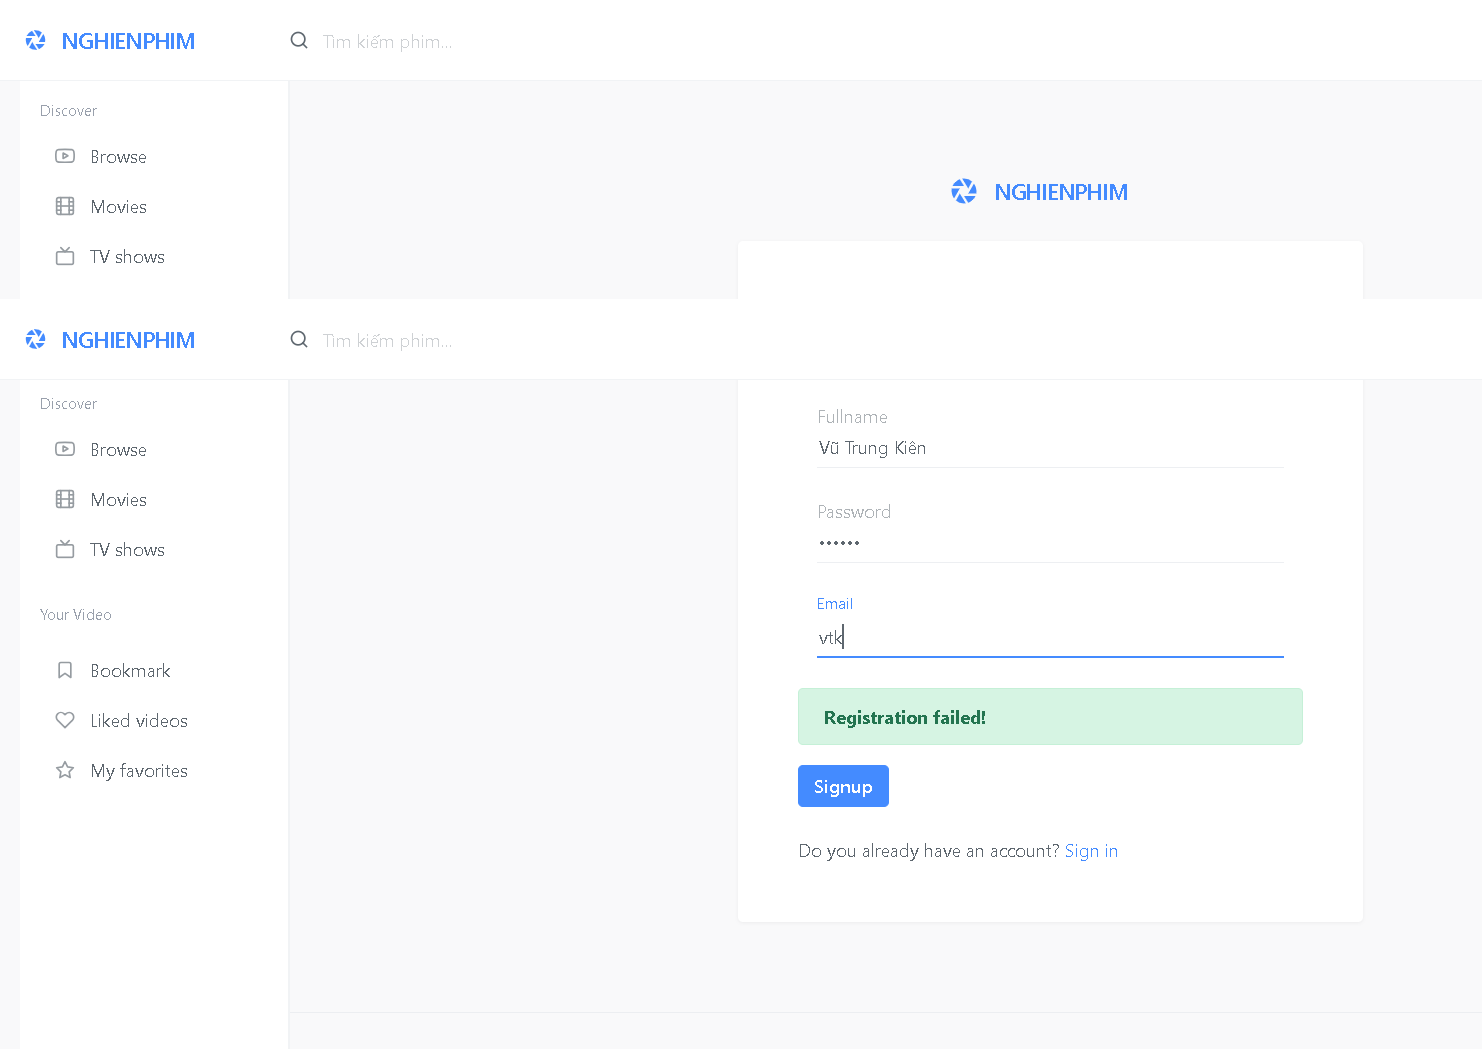 NGHIENPHIM
Tìm kiếm phim...
Discover
Browse
Movies
TV shows
NGHIENPHIM
NGHIENPHIM
Tìm kiếm phim...
Discover
Browse
Movies
TV shows
Your Video
Bookmark
Liked videos
My favorites
Fullname
Vũ Trung Kiên
Password
••••••
Email
vtk
Registration failed!
Signup
Do you already have an account? Sign in